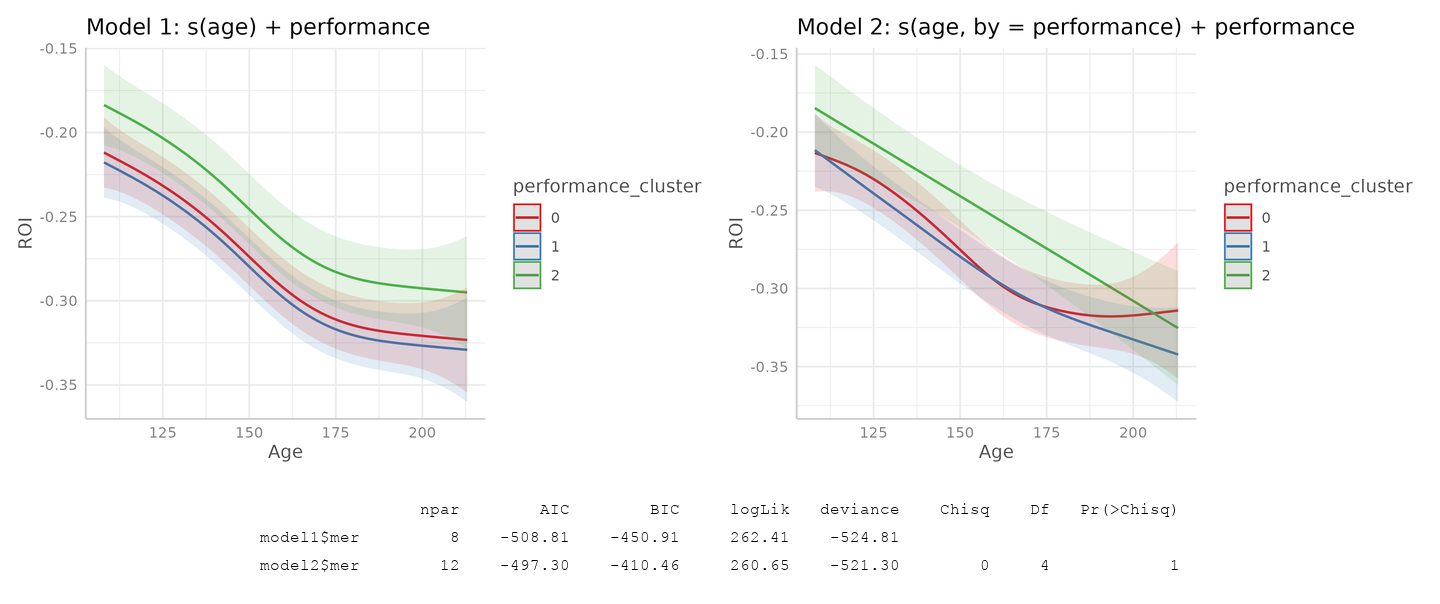 Model 1: s(age) + performance
-0.15
-0.20
-0.25
-0.30
-0.35
ROI
125 150 175 200
Age
performance_cluster
0
1
2
Model 2: s(age, by = performance) + performance
-0.15
-0.20
-0.25
-0.30
-0.35
ROI
125 150 175 200
Age
performance_cluster
0
1
2
npar AIC BIC logLik deviance Chisq Df Pr(>Chisq)
model1$mer 8 -508.81 -450.91 262.41 -524.81
model2$mer 12 -497.30 -410.46 260.65 -521.30 0 4 1